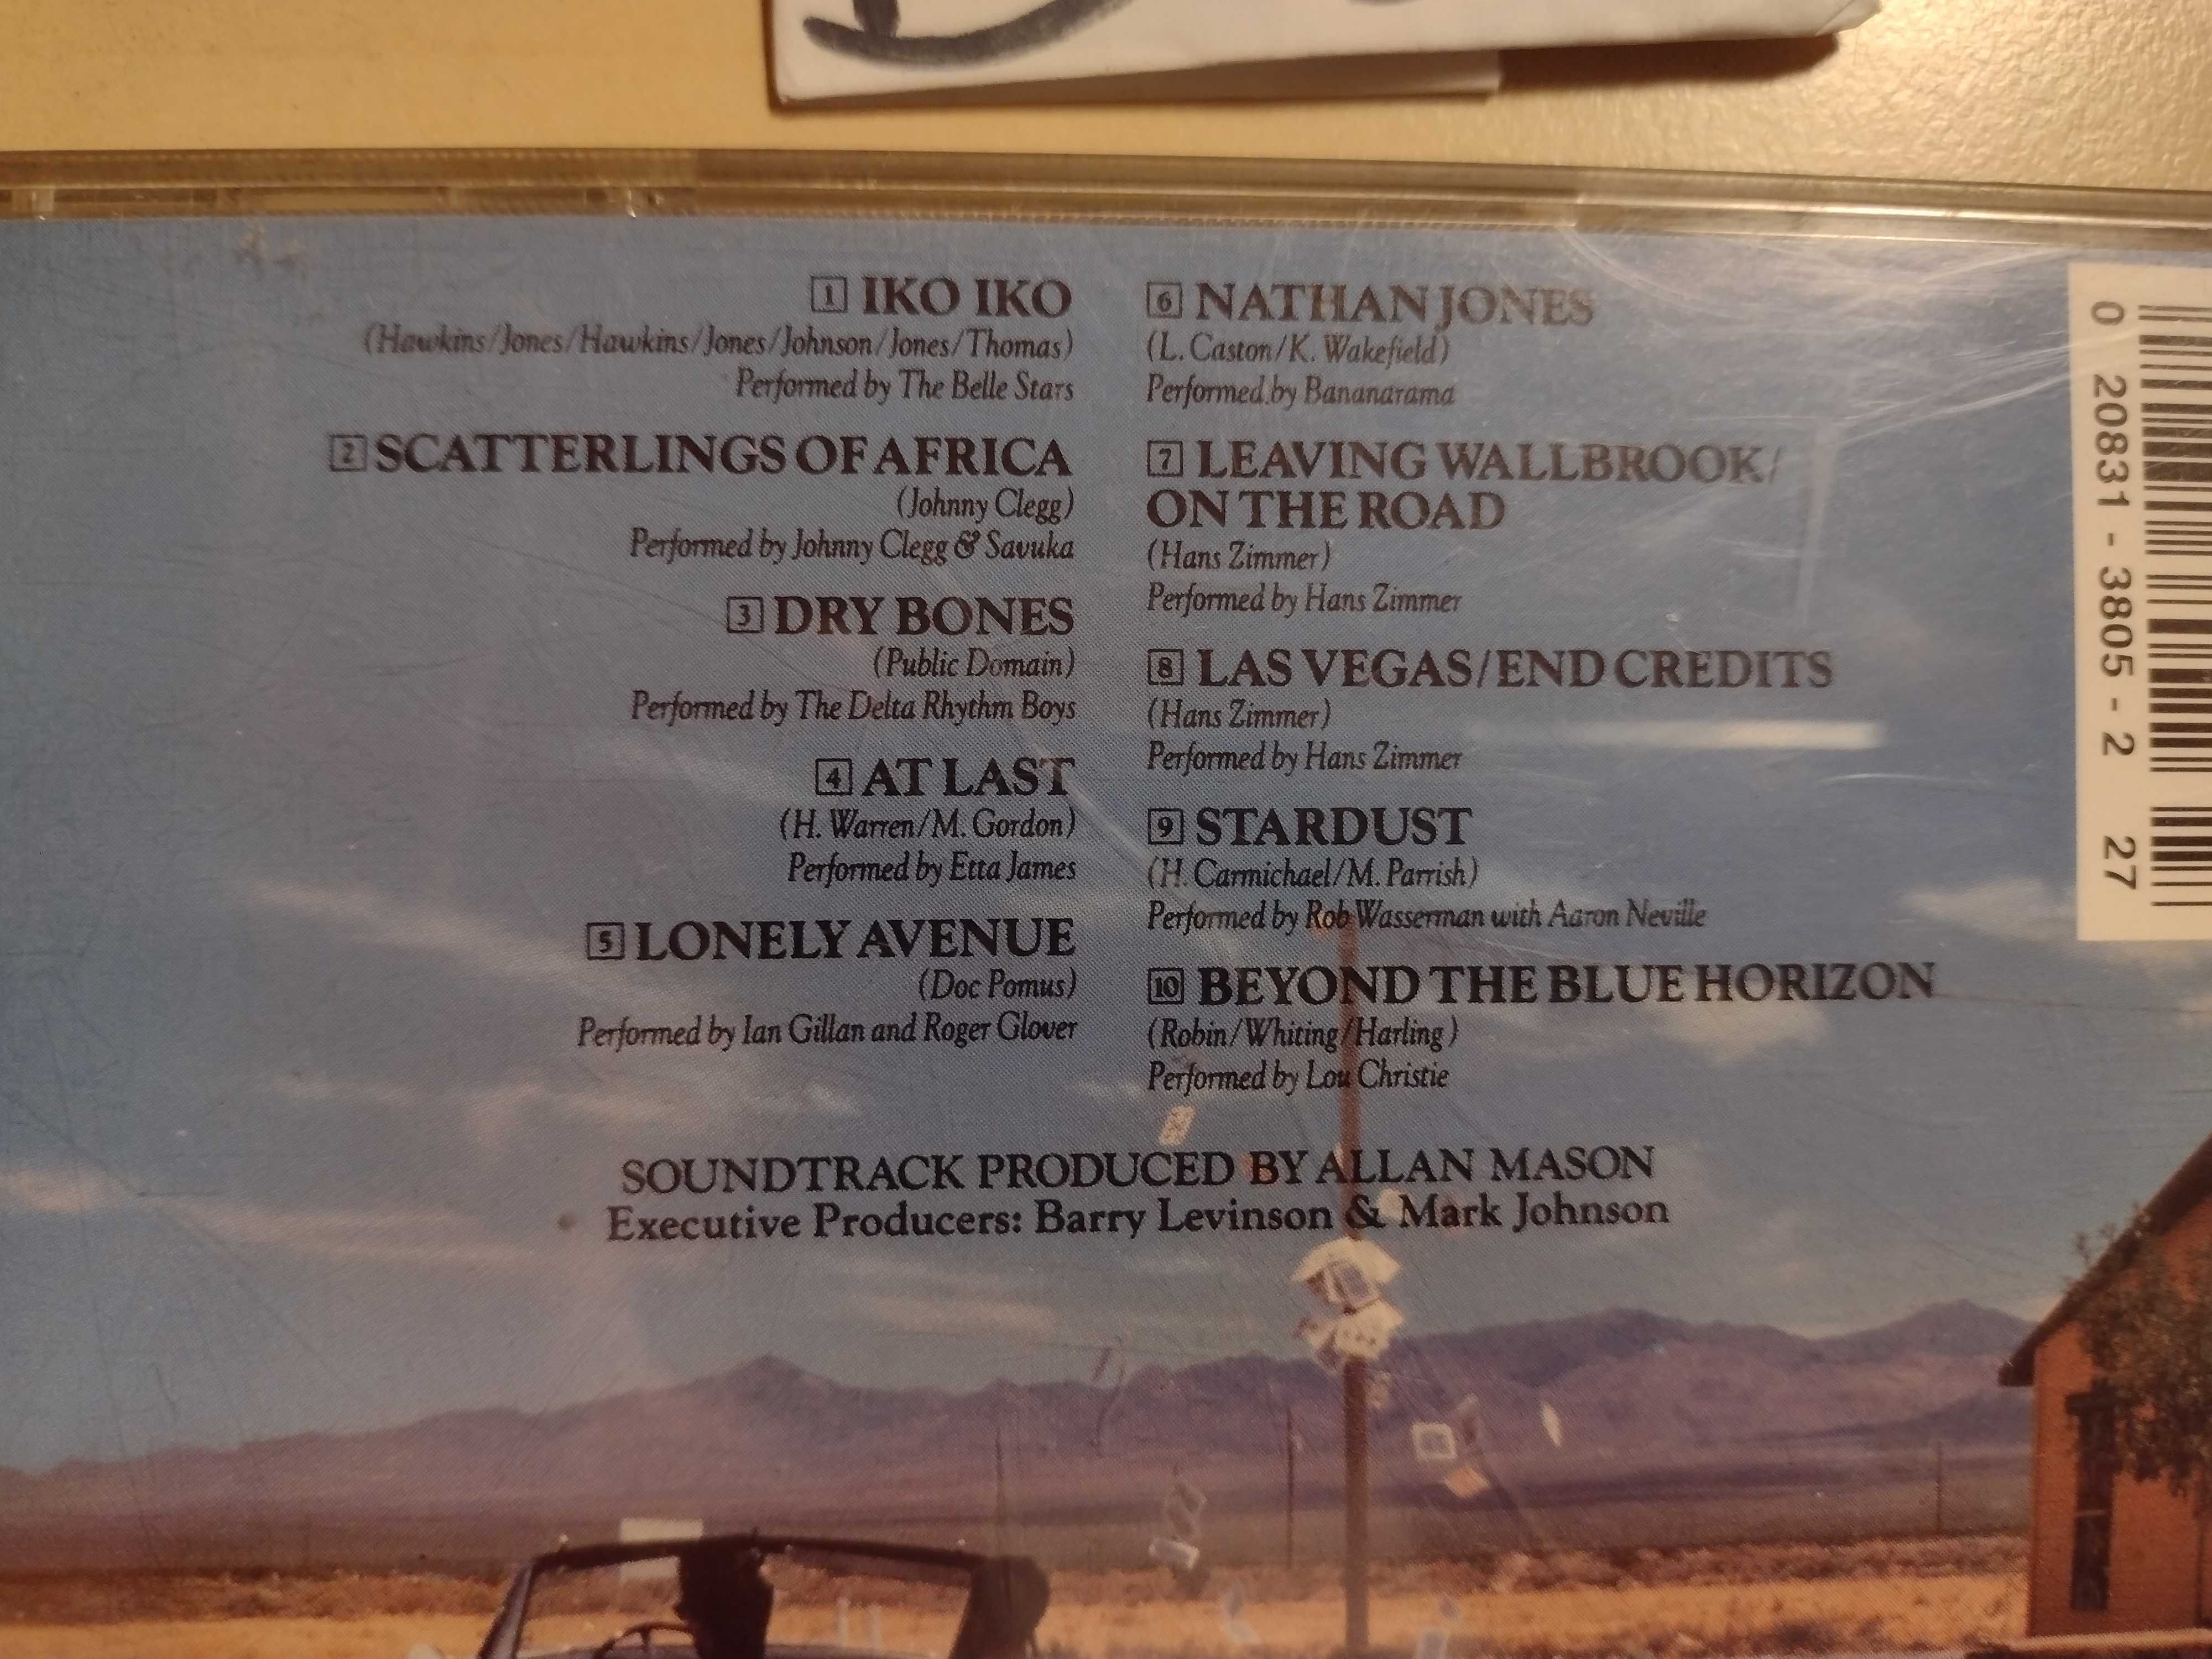 1 IKO IKO
(Hawkins/Jones/Hawkins/Jones/Johnson/Jones/Thomas)
Performed by The Belle Stars
2 SCATTERLINGS OF AFRICA
(Johnny Clegg)
Performed by Johnny Clegg & Savuka
3 DRY BONES
(Public Domain)
Performed by The Delta Rhythm Boys
4 AT LAST
(H. Warren/M. Gordon)
Performed by Etta James
5 LONELY AVENUE
(Doc Pomus)
Performed by Ian Gillan and Roger Glover
6 NATHAN JONES
(L. Caston/K. Wakefield)
Performed by Bananarama
7 LEAVING WALLBROOK/
ON THE ROAD
(Hans Zimmer)
Performed by Hans Zimmer
8 LAS VEGAS/END CREDITS
(Hans Zimmer)
Performed by Hans Zimmer
9 STARDUST
(H. Carmichael/M. Parrish)
Performed by Rob Wasserman with Aaron Neville
10 BEYOND THE BLUE HORIZON
(Robin/Whiting/Harling)
Performed by Lou Christie
SOUNDTRACK PRODUCED BY ALLAN MASON
Executive Producers: Barry Levinson & Mark Johnson
0 20831-3805-2 27